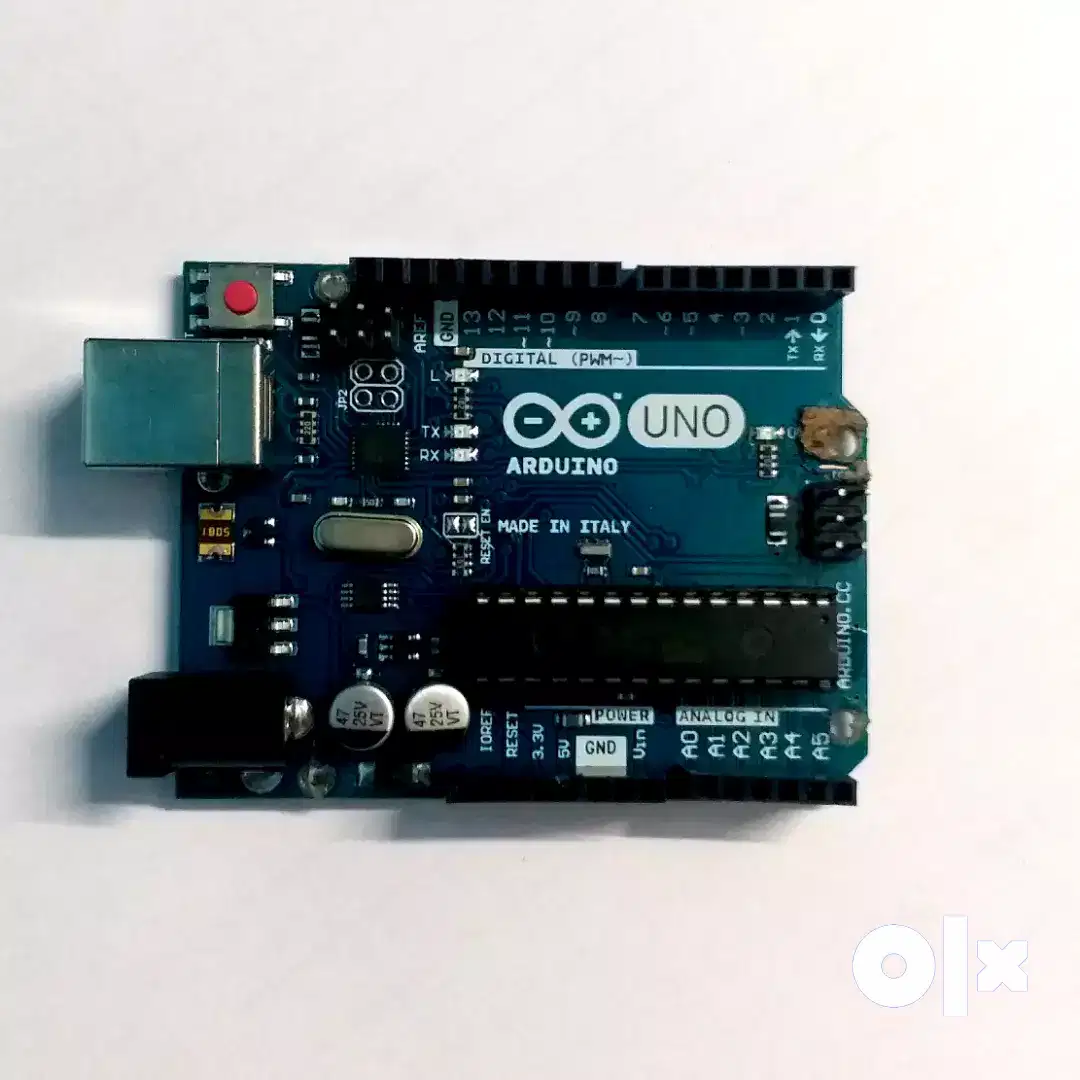 AREF
GND
13
12
~11
~10
~9
8
7
~6
~5
4
~3
2
TX→1
RX←0
DIGITAL (PWM~)
L
JP2
TX
RX
UNO
ARDUINO
220
RESET EN
MADE IN ITALY
1805
ARDUINO.CC
47
25V
VT
47
25V
VT
IOREF
RESET
3.3V
5V
POWER
GND
Vin
ANALOG IN
A0
A1
A2
A3
A4
A5
olx